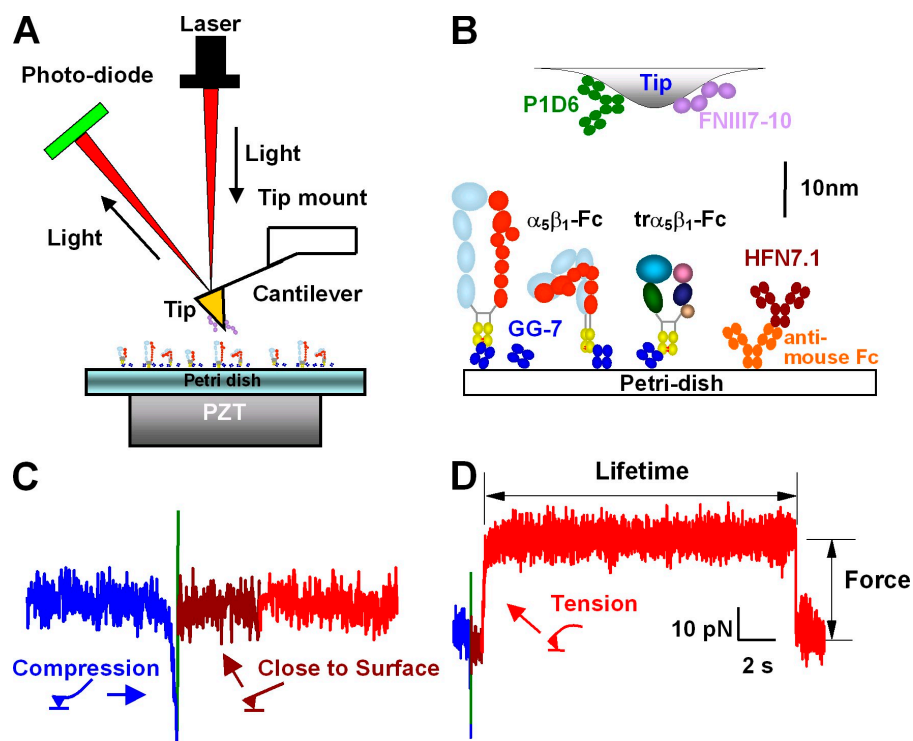 A
Laser
Photo-diode
Light
Tip mount
Light
Cantilever
Tip
Petri dish
PZT
B
Tip
P1D6
FNIII7-10
10nm
α5β1-Fc
trα5β1-Fc
HFN7.1
GG-7
anti-
mouse Fc
Petri-dish
C
Compression
Close to Surface
D
Lifetime
Force
Tension
10 pN
2 s